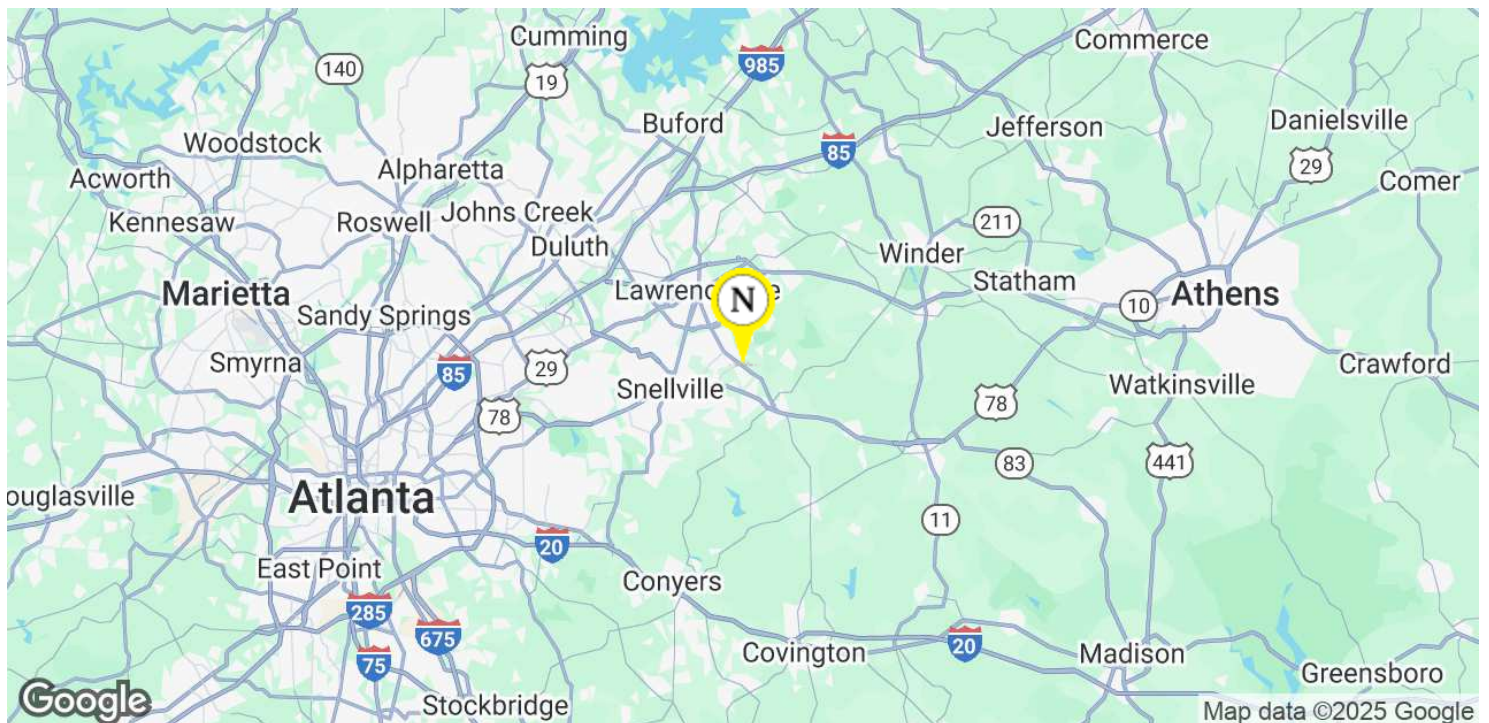 Cumming
Commerce
985
140
19
Buford
Danielsville
Jefferson
Woodstock
85
29
Alpharetta
Acworth
Comer
Kennesaw
Roswell
Johns Creek
211
Duluth
Winder
Statham
Lawrence
e
N
Marietta
Athens
10
Sandy Springs
Smyrna
85
29
Crawford
Snellville
Watkinsville
78
78
83
441
ouglasville
Atlanta
11
20
East Point
Conyers
285
675
20
Covington
Madison
75
Greensboro
Google
Stockbridge
Map data ©2025 Google